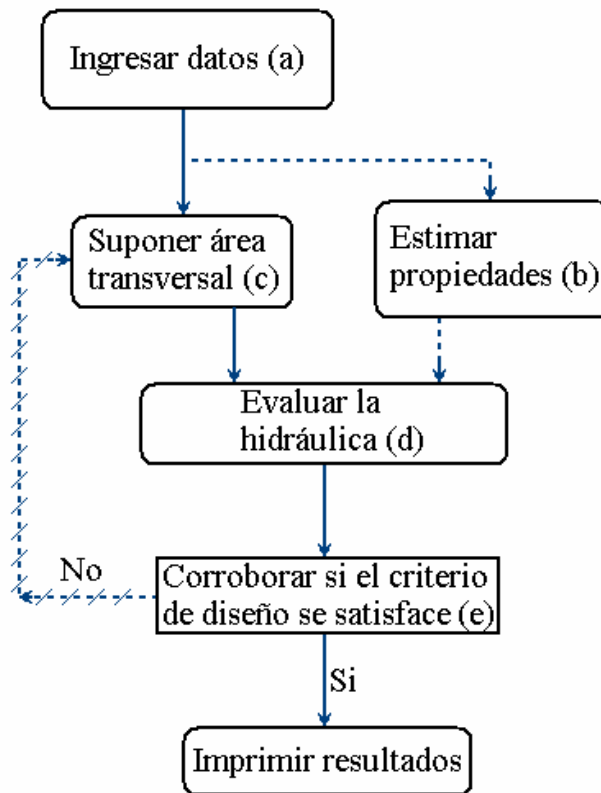 Ingresar datos (a)
Suponer área
transversal (c)
Estimar
propiedades (b)
Evaluar la
hidráulica (d)
No
Corroborar si el criterio
de diseño se satisface (e)
Si
Imprimir resultados